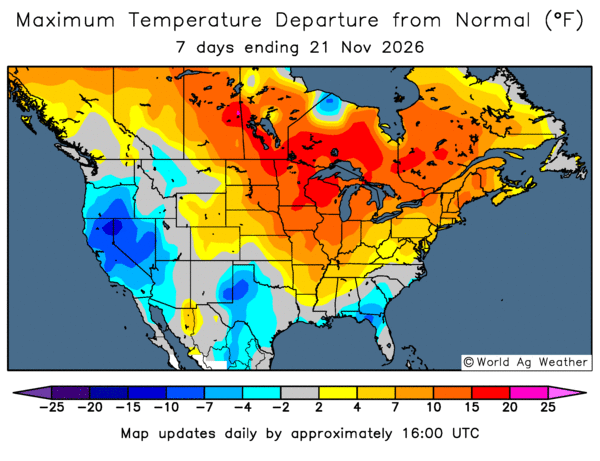 Maximum Temperature Departure from Normal (°F)
7 days ending 21 Nov 2026
© World Ag Weather
−25 −20 −15 −10 −7 −4 −2 2 4 7 10 15 20 25
Map updates daily by approximately 16:00 UTC